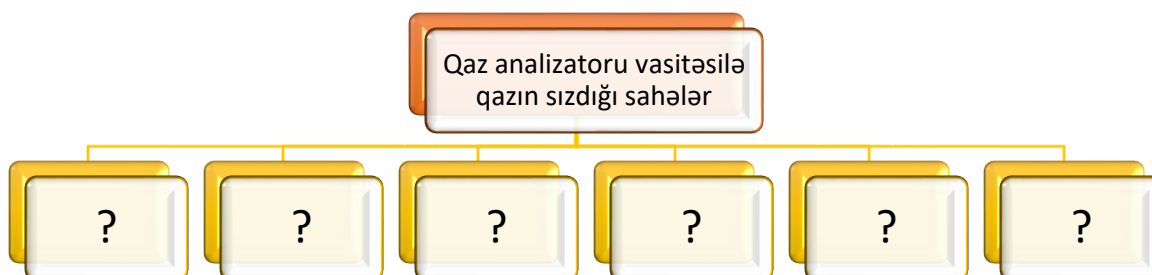 Qaz analizatoru vasitəsilə
qazın sızdığı sahələr
? ? ? ? ? ?